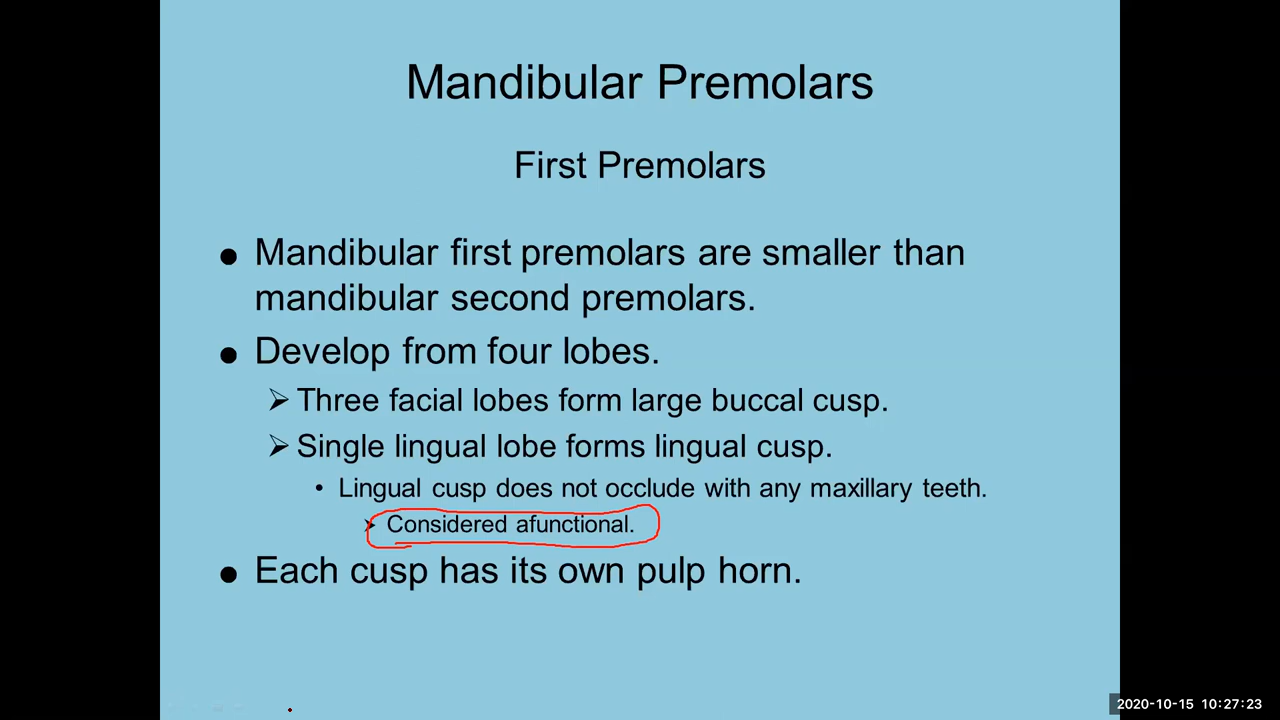 Mandibular Premolars
First Premolars
● Mandibular first premolars are smaller than
mandibular second premolars.
● Develop from four lobes.
➢ Three facial lobes form large buccal cusp.
➢ Single lingual lobe forms lingual cusp.
• Lingual cusp does not occlude with any maxillary teeth.
➢ Considered afunctional.
● Each cusp has its own pulp horn.
2020-10-15 10:27:23